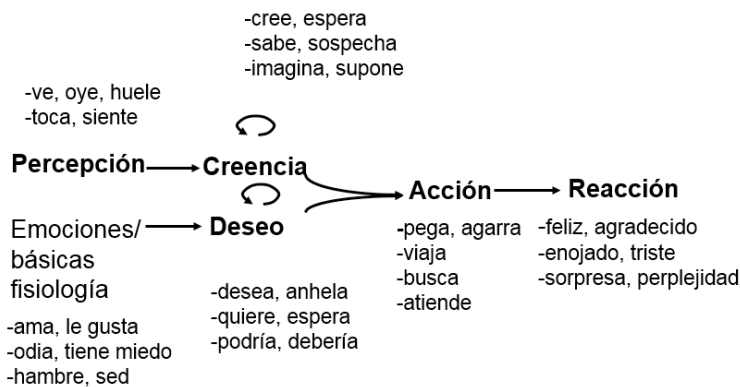 -cree, espera
-sabe, sospecha
-imagina, supone
-ve, oye, huele
-toca, siente
Percepción
Creencia
Emociones/
básicas
fisiología
Deseo
Acción
Reacción
-ama, le gusta
-odia, tiene miedo
-hambre, sed
-desea, anhela
-quiere, espera
-podría, debería
-pega, agarra
-viaja
-busca
-atiende
-feliz, agradecido
-enojado, triste
-sorpresa, perplejidad